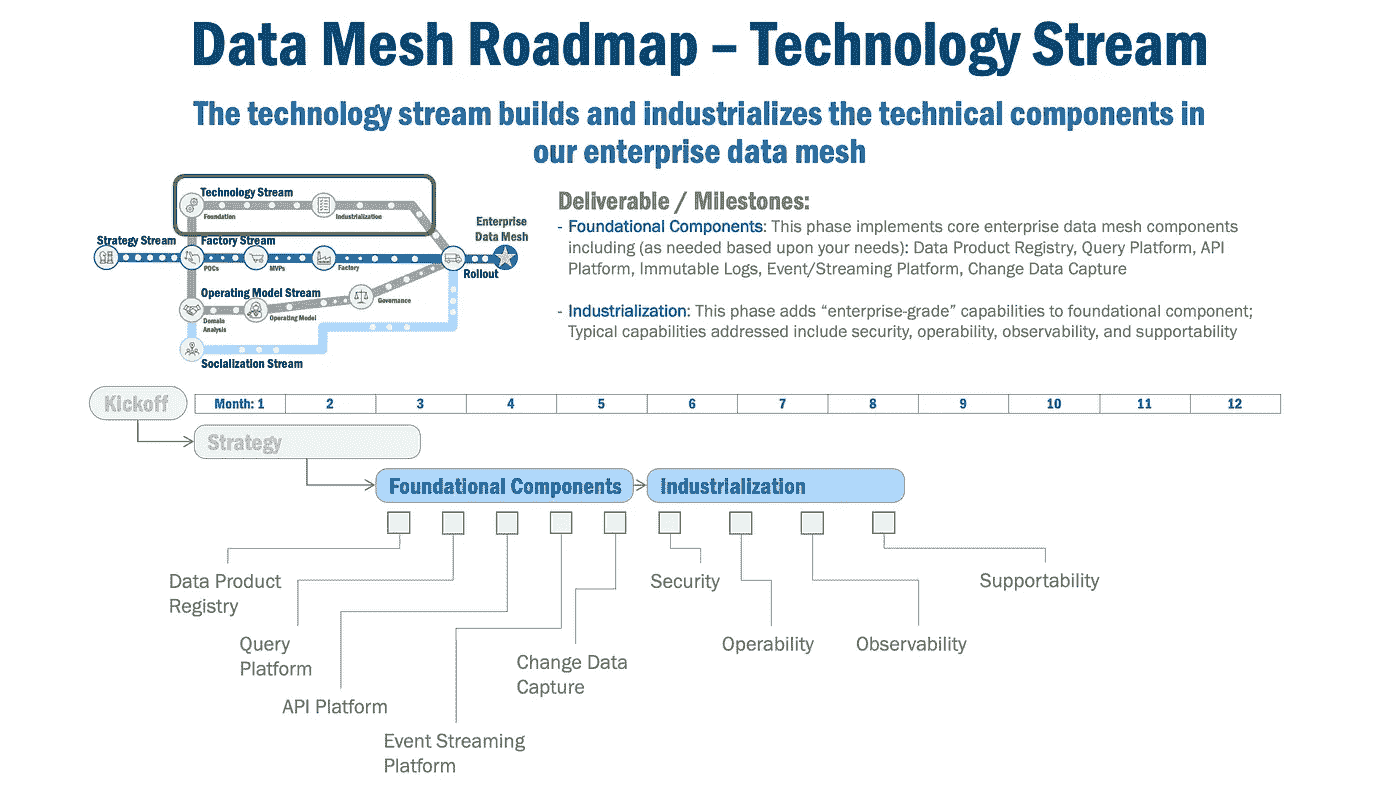 Data Mesh Roadmap – Technology Stream
The technology stream builds and industrializes the technical components in
our enterprise data mesh
Technology Stream
Foundation
Industrialization
Strategy Stream
Factory Stream
POCs
MVPs
Factory
Enterprise
Data Mesh
Rollout
Operating Model Stream
Domain
Analysis
Operating Model
Governance
Socialization Stream
Deliverable / Milestones:
- Foundational Components: This phase implements core enterprise data mesh components
including (as needed based upon your needs): Data Product Registry, Query Platform, API
Platform, Immutable Logs, Event/Streaming Platform, Change Data Capture
- Industrialization: This phase adds “enterprise-grade” capabilities to foundational component;
Typical capabilities addressed include security, operability, observability, and supportability
Kickoff
Month: 1 2 3 4 5 6 7 8 9 10 11 12
Strategy
Foundational Components
Industrialization
Data Product
Registry
Query
Platform
API Platform
Event Streaming
Platform
Change Data
Capture
Security
Operability
Observability
Supportability